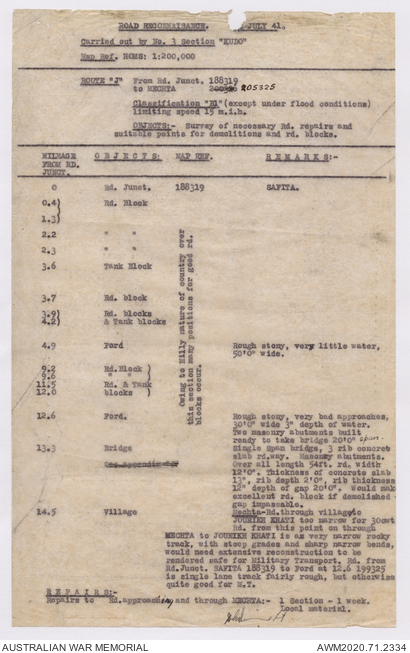 ROAD RECONNAISANCE. JULY 41.
Carried out by No. 3 Section "KUDO"
Map Ref. HOMS: 1:200,000
ROUTE "J" From Rd. Junct. 188319
to MECHTA 205325
Classification "E1"(except under flood conditions)
limiting speed 15 m.i.h.
OBJECTS:- Survey of necessary Rd. repairs and
suitable points for demolitions and rd. blocks.
MILEAGE OBJECTS: MAP REF. REMARKS:-
FROM RD.
JUNCT.
0 Rd. Junct. 188319 SAFITA.
0.4) Rd. Block
1.3)
2.2 " "
2.3 " "
3.6 Tank Block
3.7 Rd. block
3.9) Rd. blocks
4.2) & Tank blocks
Owing to Hilly nature of country over
this section many positions for good rd.
blocks occur.
4.9 Ford Rough stony, very little water,
50'0" wide.
9.2 Rd.Block)
9.6 " ")
11.5 Rd. & Tank)
12.0 blocks)
12.6 Ford. Rough stony, very bad approaches,
30'0" wide 3" depth of water.
Two masonry abutments built
ready to take bridge 20'0" span.
13.3 Bridge Single span bridge, 3 rib concrete
slab rd.way. Masonry abutments.
Over all length 54ft. rd. width
12'0". Thickness of concrete slab
13", rib depth 2'0", rib thickness
12" depth of gap 20'0". Would mak
excellent rd. block if demolished
gap impassable.
14.5 Village Mechta-Rd.through village to
JOURIEH KHATI too narrow for 30cwt
Rd. from this point on through
MECHTA to JOURIEH KHATI is as very narrow rocky
track, with steep grades and sharp narrow bends,
would need extensive reconstruction to be
rendered safe for Military Transport. Rd. from
Rd.Junct. SAFITA 188319 to Ford at 12.6 199325
is single lane track fairly rough, but otherwise
quite good for M.T.
REPAIRS:-
Repairs to Rd.approaching and through MECHTA:- 1 Section - 1 week.
Local material.
AUSTRALIAN WAR MEMORIAL
AWM2020.71.2334